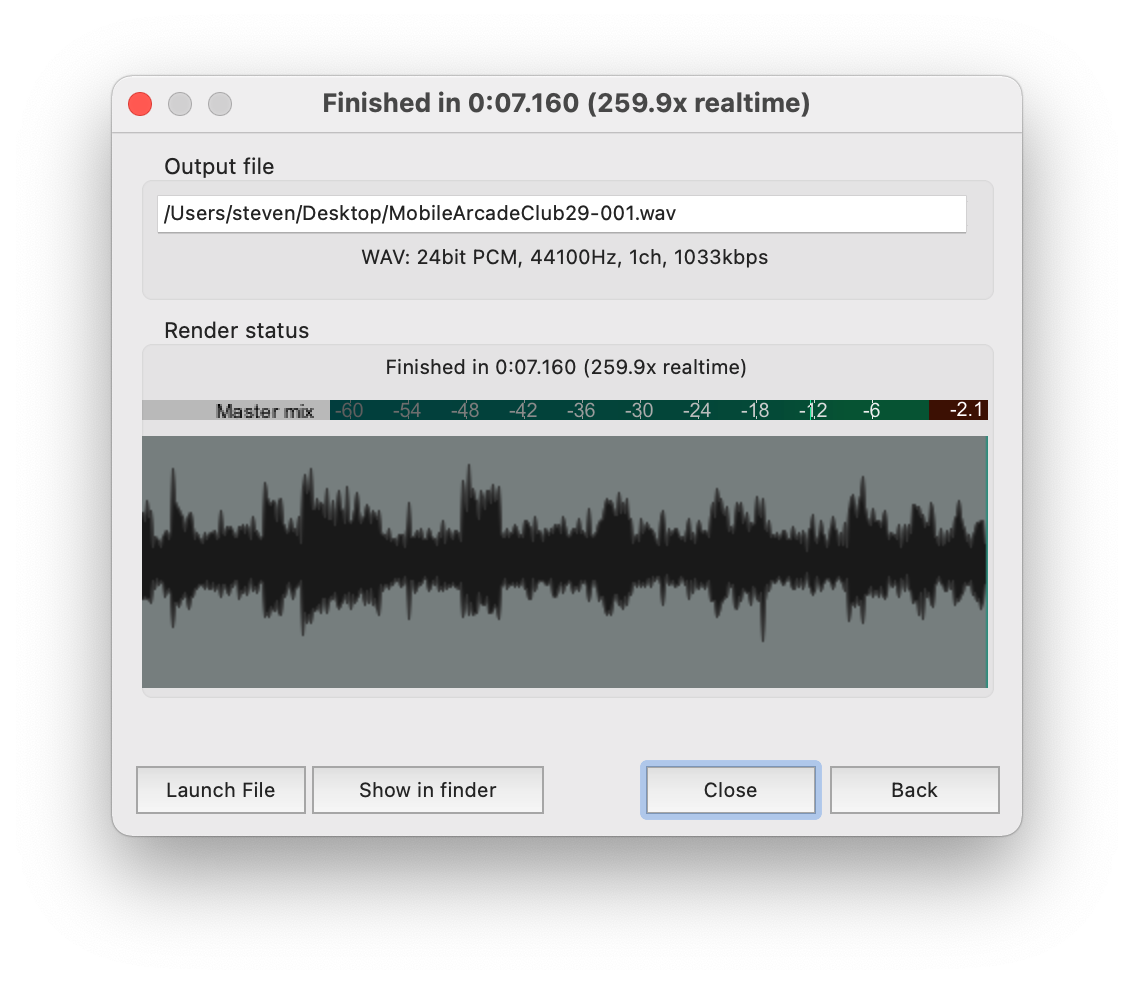 Finished in 0:07.160 (259.9x realtime)
Output file
/Users/steven/Desktop/MobileArcadeClub29-001.wav
WAV: 24bit PCM, 44100Hz, 1ch, 1033kbps
Render status
Finished in 0:07.160 (259.9x realtime)
Master mix -60 -54 -48 -42 -36 -30 -24 -18 -12 -6 -2.1
Launch File Show in finder Close Back